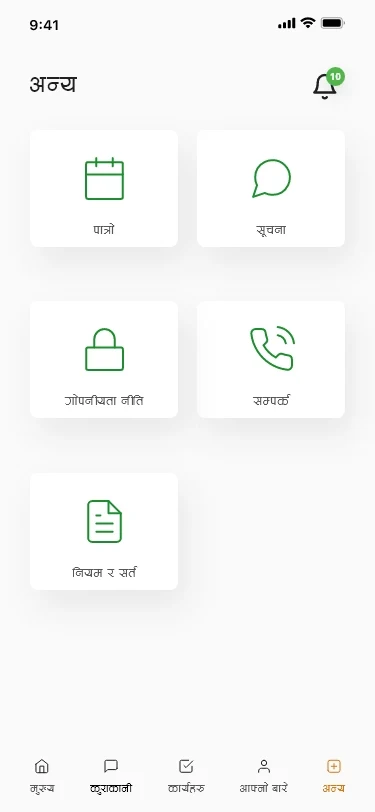 9:41
अन्य
10
पात्रो
सूचना
गोपनीयता नीति
सम्पर्क
नियम र सर्त
मुख्य
कुराकानी
कार्यहरु
आफ्नो बारे
अन्य